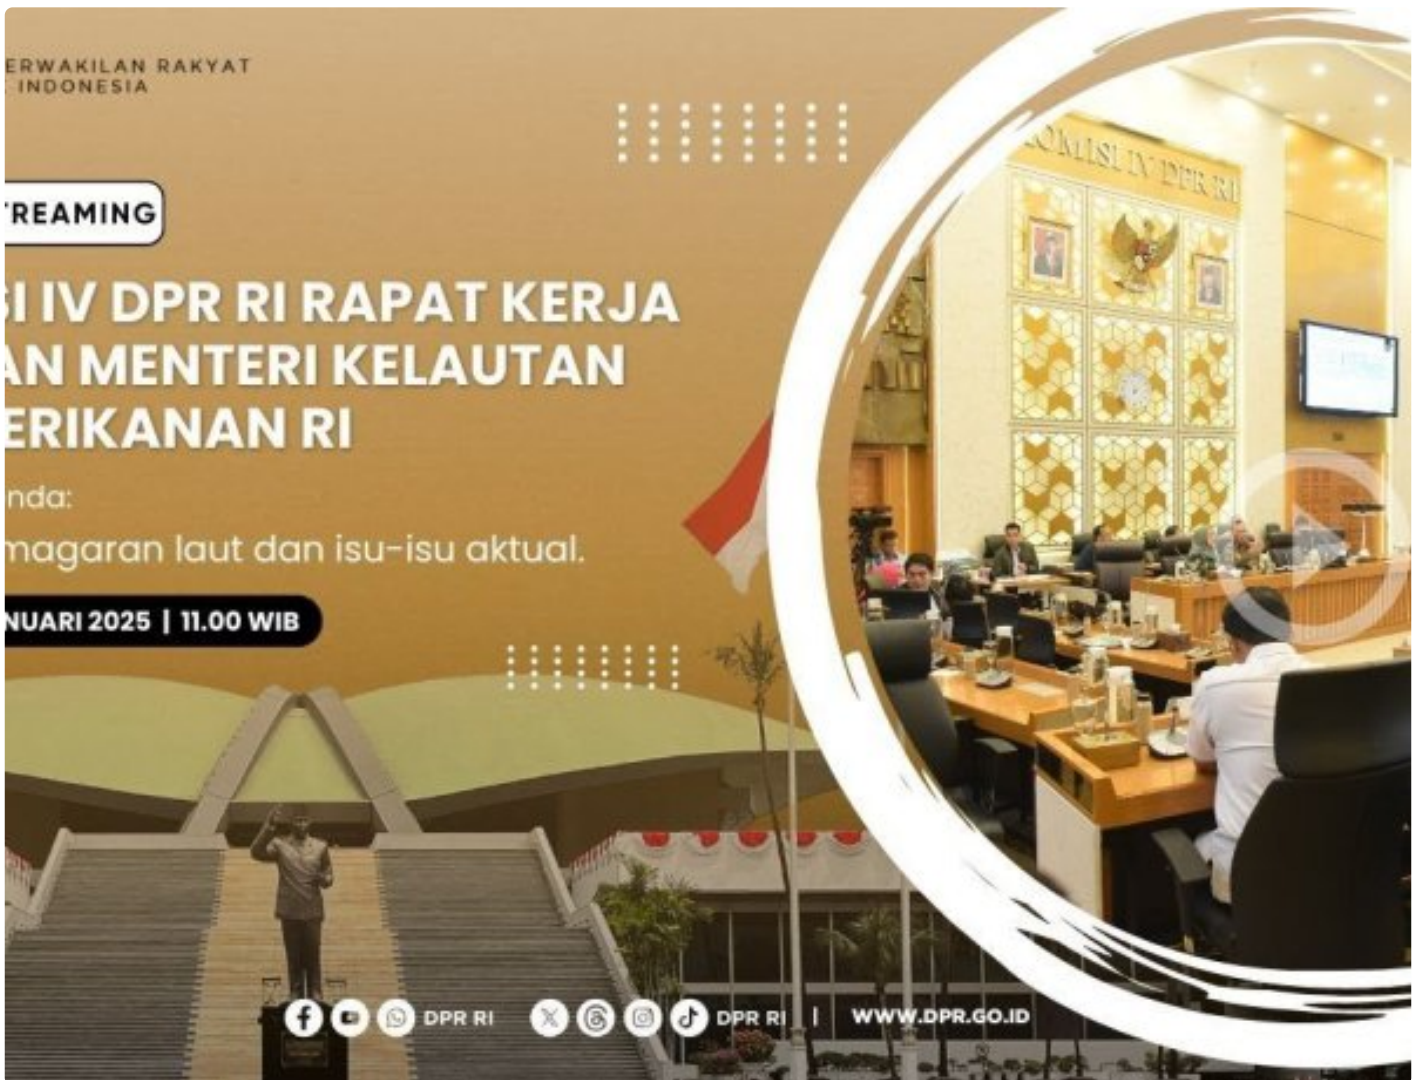 ERWAKILAN RAKYAT
INDONESIA
TREAMING
SI IV DPR RI RAPAT KERJA
AN MENTERI KELAUTAN
ERIKANAN RI
nda:
magaran laut dan isu-isu aktual.
NUARI 2025 | 11.00 WIB
KOMISI IV DPR RI
DPR RI
DPR RI | WWW.DPR.GO.ID